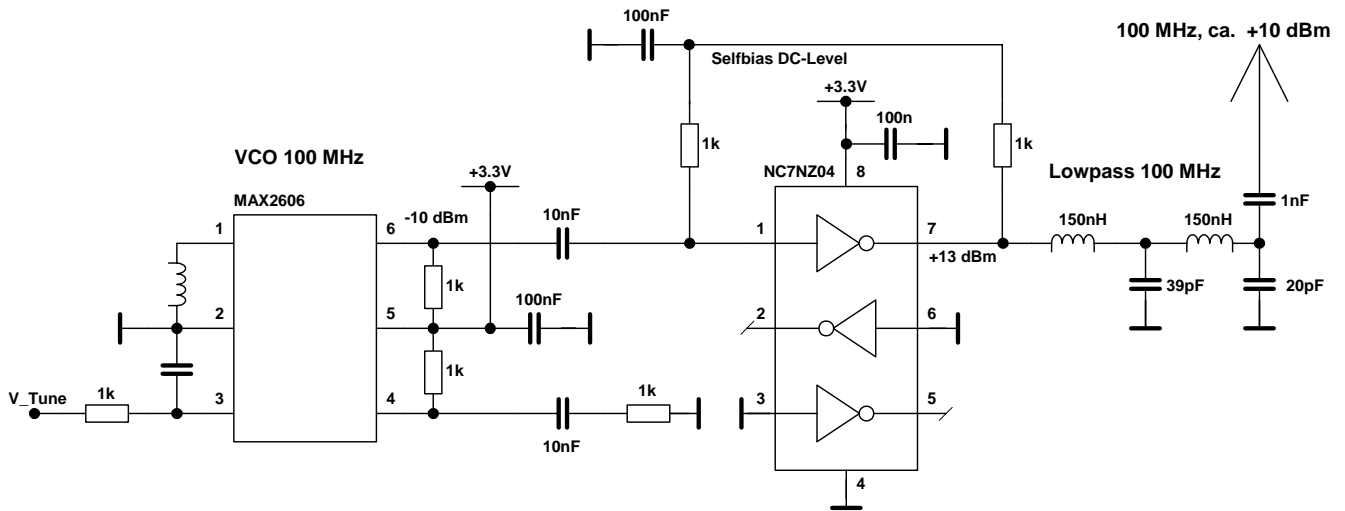 100nF
100 MHz, ca. +10 dBm
Selfbias DC-Level
+3.3V
100n
1k
1k
VCO 100 MHz
NC7NZ04
8
Lowpass 100 MHz
+3.3V
MAX2606
1nF
-10 dBm
10nF
150nH
150nH
1
6
1
7
+13 dBm
1k
39pF
20pF
100nF
2
5
2
6
1k
V_Tune
1k
3
4
1k
3
5
10nF
4